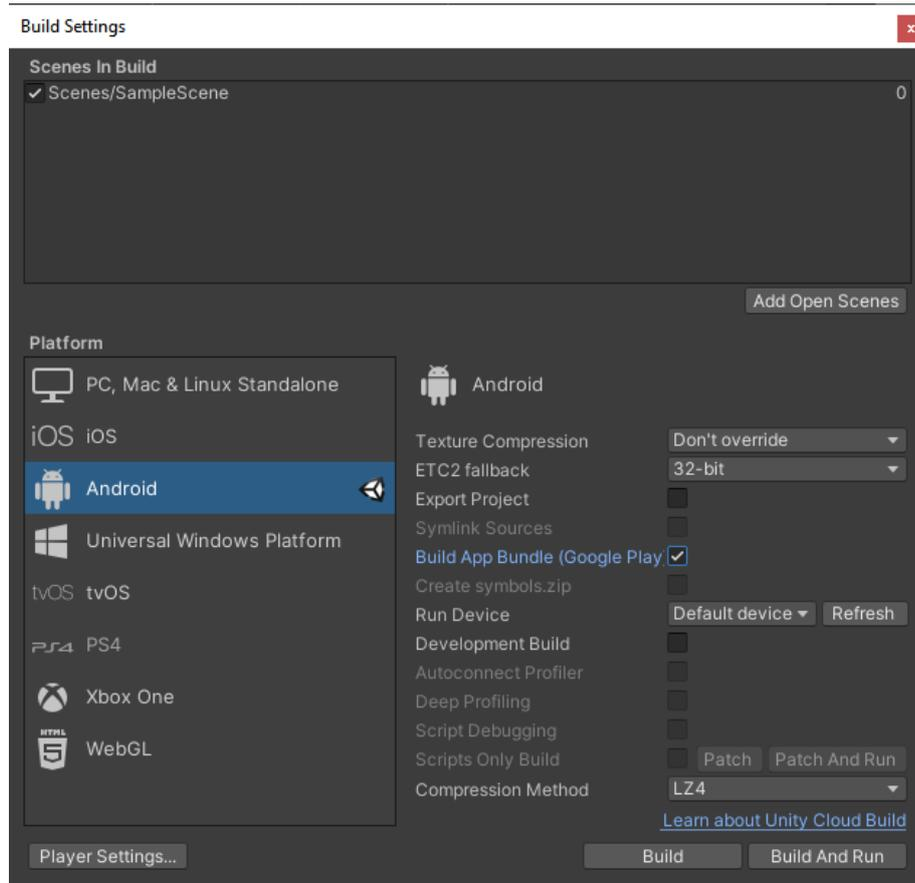 Build Settings
x
Scenes In Build
Scenes/SampleScene 0
Add Open Scenes
Platform
PC, Mac & Linux Standalone
iOS iOS
Android
Universal Windows Platform
tvOS tvOS
PS4 PS4
Xbox One
HTML
5 WebGL
Android
Texture Compression Don't override
ETC2 fallback 32-bit
Export Project
Symlink Sources
Build App Bundle (Google Play
Create symbols.zip
Run Device Default device Refresh
Development Build
Autoconnect Profiler
Deep Profiling
Script Debugging
Scripts Only Build Patch Patch And Run
Compression Method LZ4
Learn about Unity Cloud Build
Player Settings... Build Build And Run